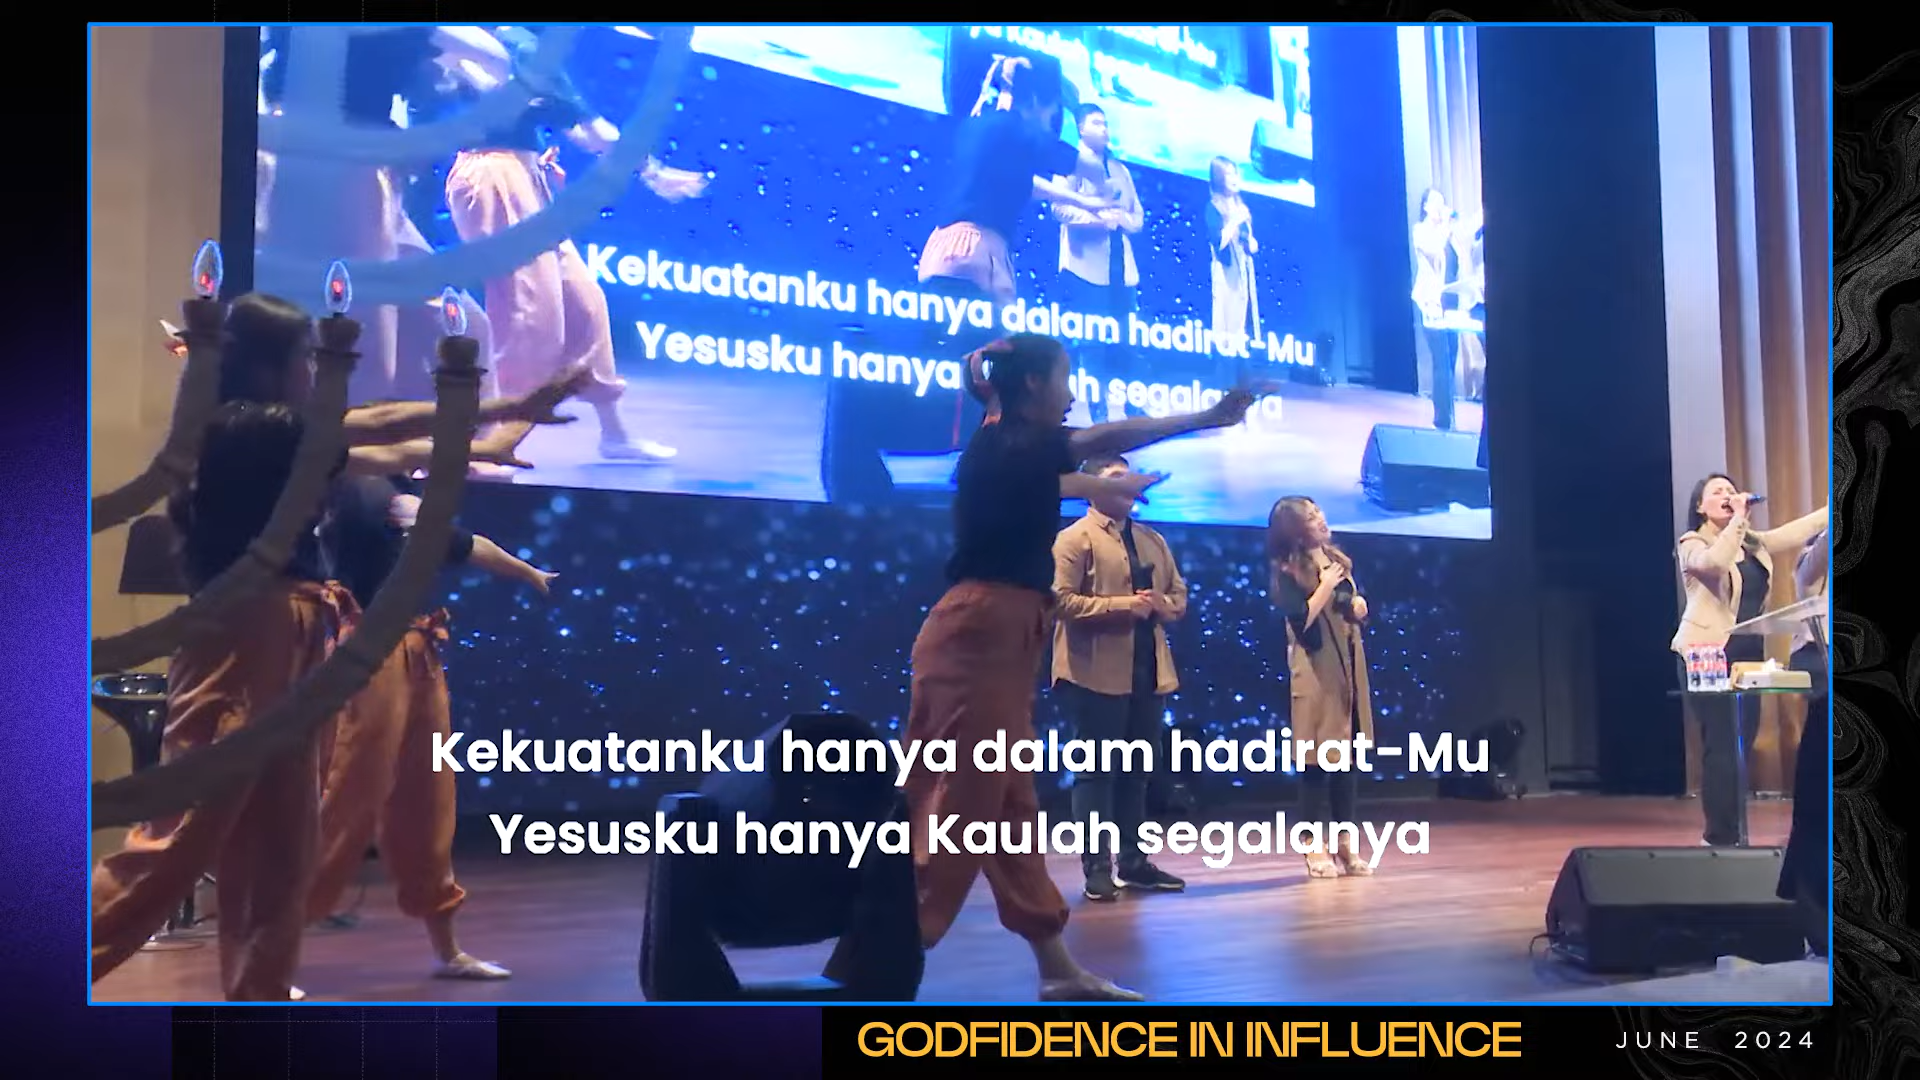 Kekuatanku hanya dalam hadirat-Mu
Yesusku hanya segalanya
Kekuatanku hanya dalam hadirat-Mu
Yesusku hanya Kaulah segalanya
GODFIDENCE IN INFLUENCE
JUNE 2024